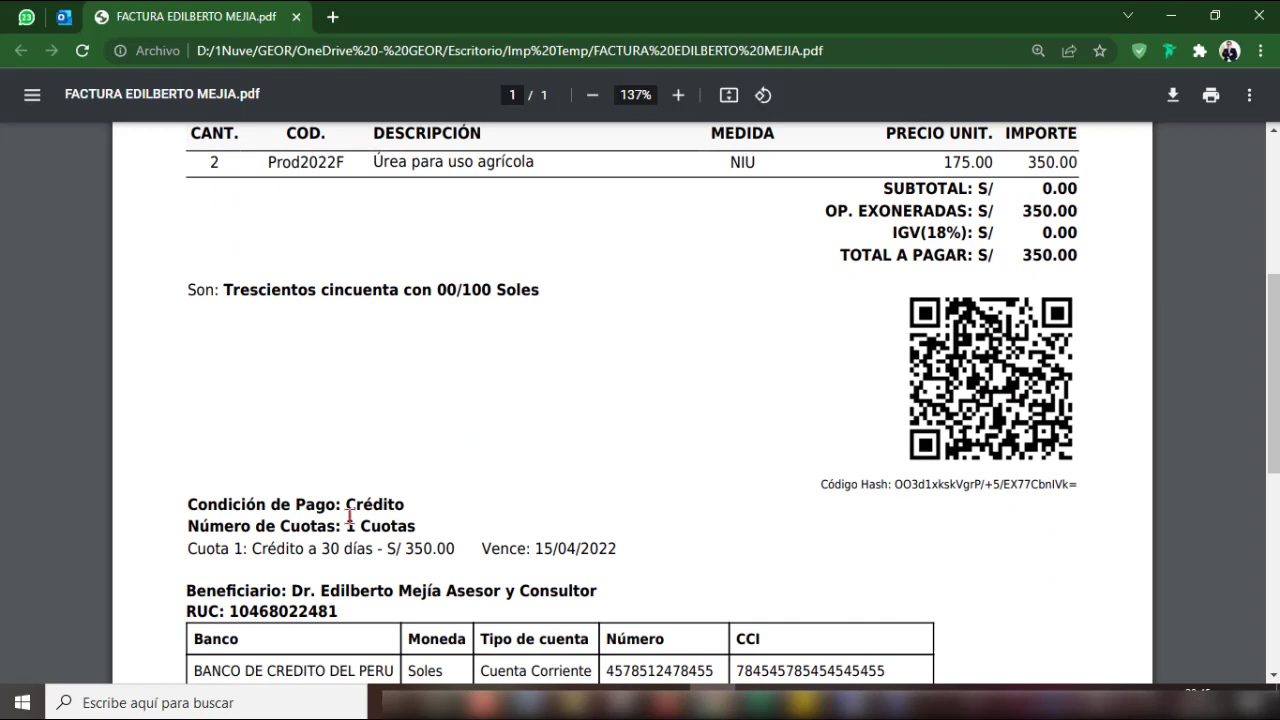 23
FACTURA EDILBERTO MEJIA.pdf
Archivo D:/1Nuve/GEOR/OneDrive%20-%20GEOR/Escritorio/Imp%20Temp/FACTURA%20EDILBERTO%20MEJIA.pdf
FACTURA EDILBERTO MEJIA.pdf 1 / 1 137%
CANT. COD. DESCRIPCIÓN MEDIDA PRECIO UNIT. IMPORTE
2 Prod2022F Úrea para uso agrícola NIU 175.00 350.00
SUBTOTAL: S/ 0.00
OP. EXONERADAS: S/ 350.00
IGV(18%): S/ 0.00
TOTAL A PAGAR: S/ 350.00
Son: Trescientos cincuenta con 00/100 Soles
Código Hash: OO3d1xkskVgrP/+5/EX77CbnIVk=
Condición de Pago: Crédito
Número de Cuotas: 1 Cuotas
Cuota 1: Crédito a 30 días - S/ 350.00 Vence: 15/04/2022
Beneficiario: Dr. Edilberto Mejía Asesor y Consultor
RUC: 10468022481
Banco Moneda Tipo de cuenta Número CCI
BANCO DE CREDITO DEL PERU Soles Cuenta Corriente 4578512478455 784545785454545455
Escribe aquí para buscar